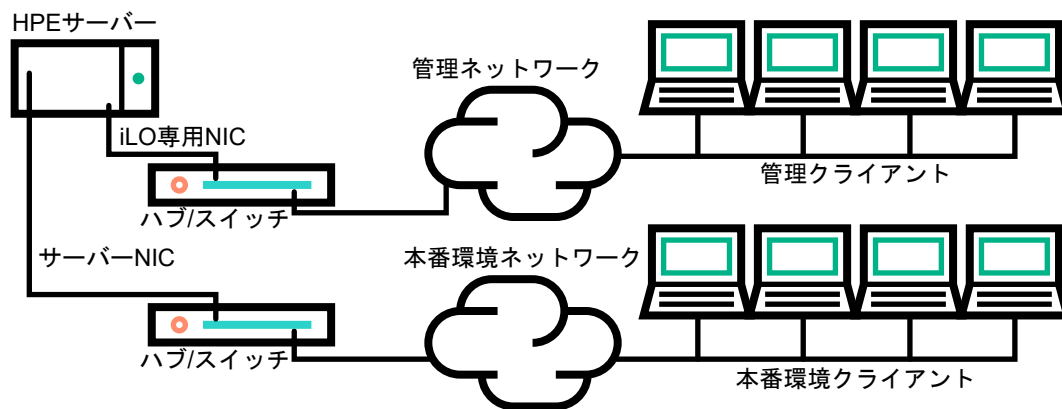 HPEサーバー
管理ネットワーク
iLO専用NIC
管理クライアント
ハブ/スイッチ
サーバーNIC
本番環境ネットワーク
ハブ/スイッチ
本番環境クライアント